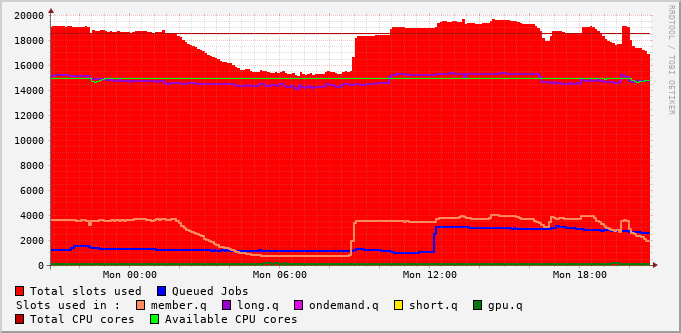 20000
18000
16000
14000
12000
10000
8000
6000
4000
2000
0
Mon 00:00 Mon 06:00 Mon 12:00 Mon 18:00
RRDTOOL / TOBI OETIKER
Total slots used Queued Jobs
Slots used in : member.q long.q ondemand.q short.q gpu.q
Total CPU cores Available CPU cores